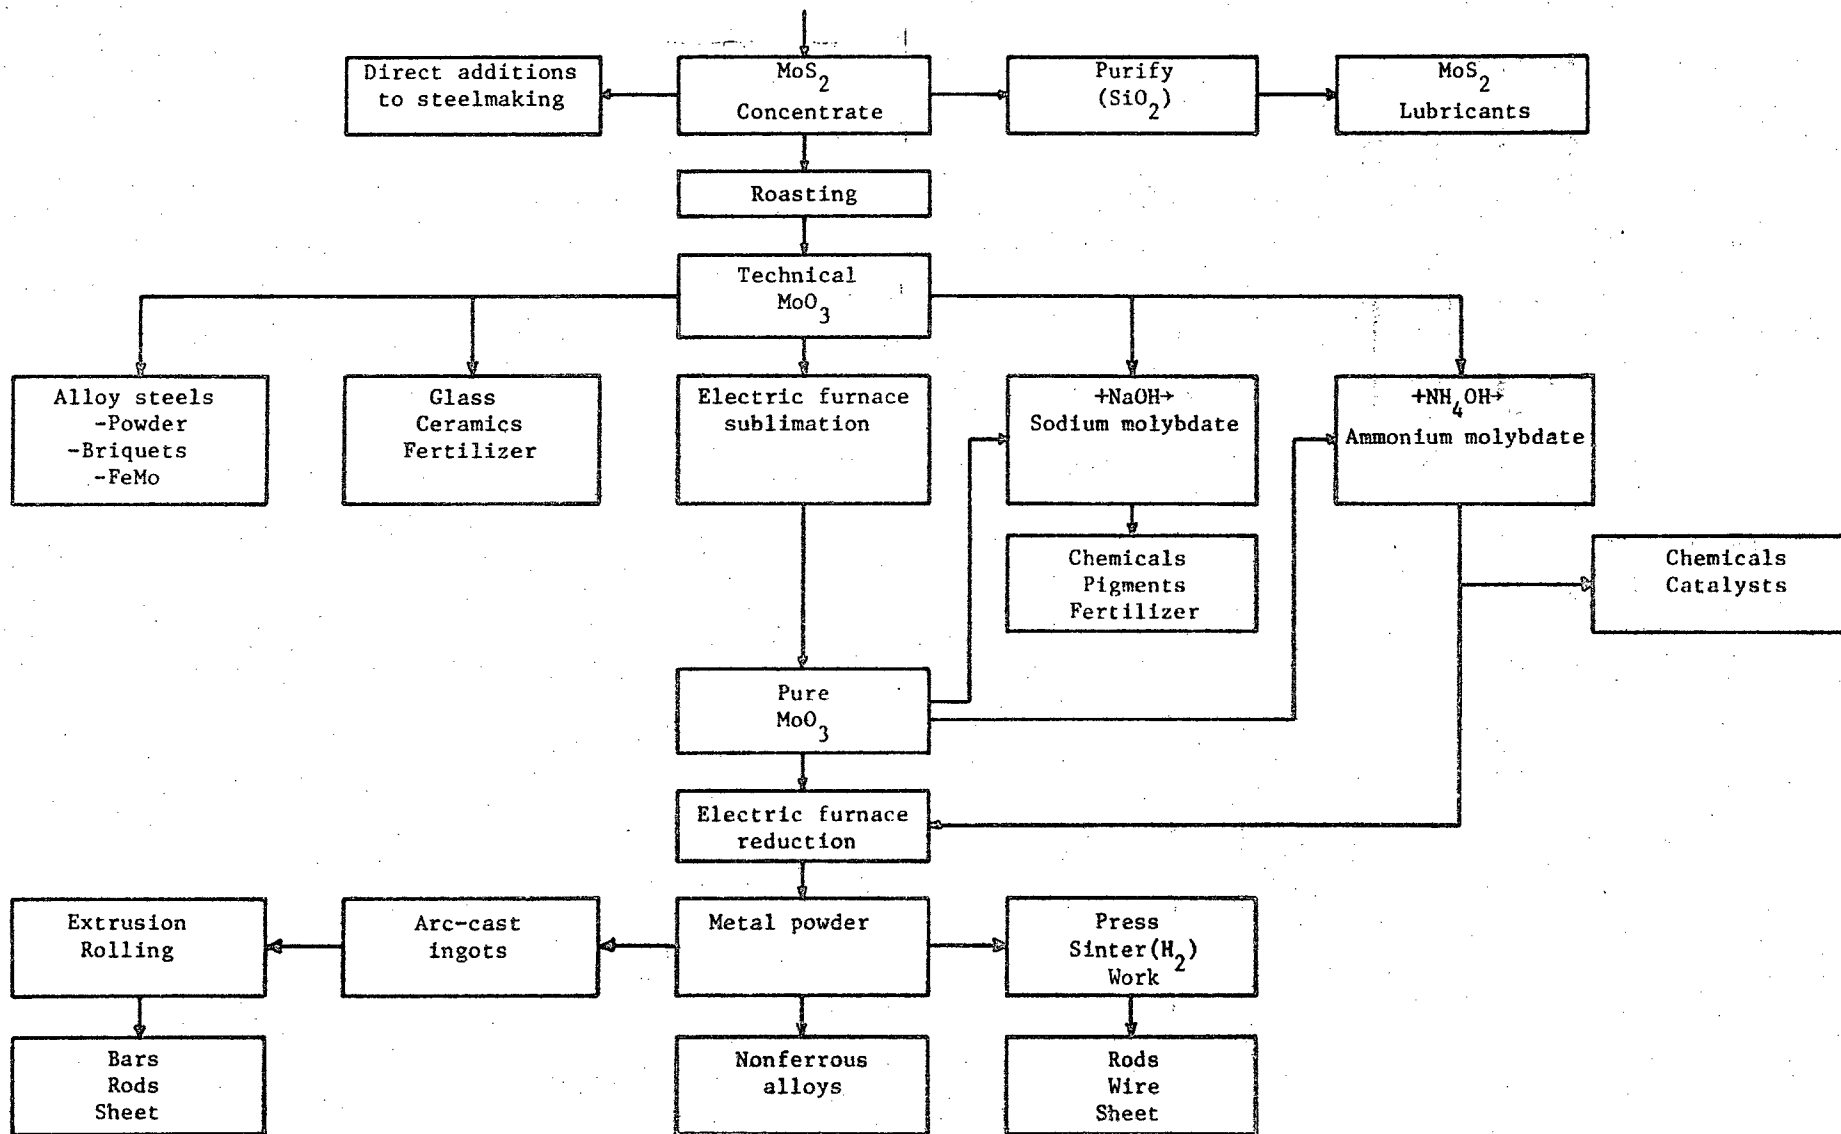 Direct additions
to steelmaking
MoS2
Concentrate
Purify
(SiO2)
MoS2
Lubricants
Roasting
Technical
MoO3
Alloy steels
-Powder
-Briquets
-FeMo
Glass
Ceramics
Fertilizer
Electric furnace
sublimation
+NaOH→
Sodium molybdate
+NH4OH→
Ammonium molybdate
Chemicals
Pigments
Fertilizer
Chemicals
Catalysts
Pure
MoO3
Electric furnace
reduction
Extrusion
Rolling
Arc-cast
ingots
Metal powder
Press
Sinter(H2)
Work
Bars
Rods
Sheet
Nonferrous
alloys
Rods
Wire
Sheet